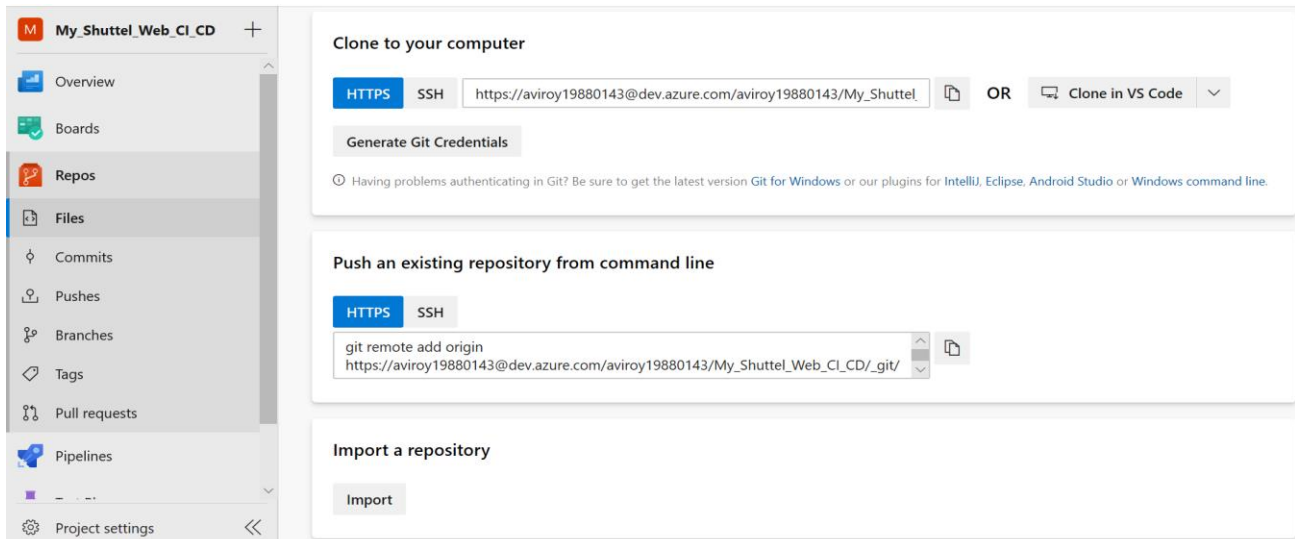 M My_Shuttel_Web_CI_CD
Overview
Boards
Repos
Files
Commits
Pushes
Branches
Tags
Pull requests
Pipelines
Project settings
Clone to your computer
HTTPS SSH https://aviroy19880143@dev.azure.com/aviroy19880143/My_Shuttel_ OR Clone in VS Code
Generate Git Credentials
Having problems authenticating in Git? Be sure to get the latest version Git for Windows or our plugins for IntelliJ, Eclipse, Android Studio or Windows command line.
Push an existing repository from command line
HTTPS SSH
git remote add origin
https://aviroy19880143@dev.azure.com/aviroy19880143/My_Shuttel_Web_CI_CD/_git/
Import a repository
Import